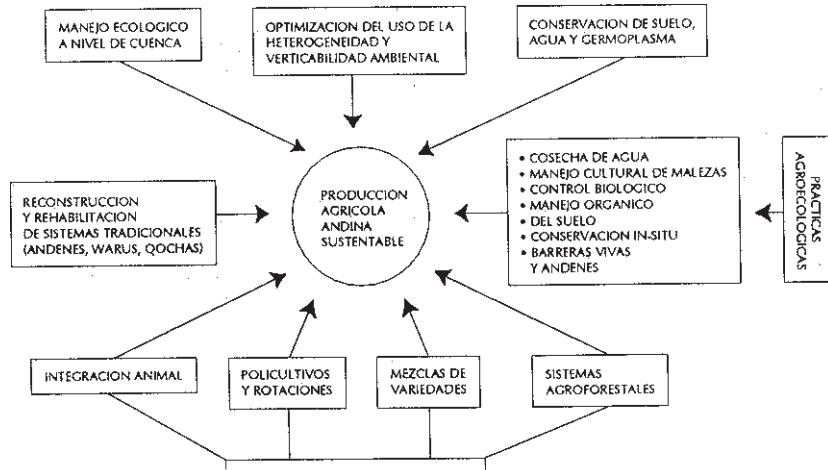 MANEJO ECOLOGICO
A NIVEL DE CUENCA
OPTIMIZACION DEL USO DE LA
HETEROGENEIDAD Y
VERTICABILIDAD AMBIENTAL
CONSERVACION DE SUELO,
AGUA Y GERMOPLASMA
RECONSTRUCCION
Y REHABILITACION
DE SISTEMAS TRADICIONALES
(ANDENES, WARUS, QOCHAS)
PRODUCCION
AGRICOLA
ANDINA
SUSTENTABLE
• COSECHA DE AGUA
• MANEJO CULTURAL DE MALEZAS
• CONTROL BIOLOGICO
• MANEJO ORGANICO
• DEL SUELO
• CONSERVACION IN-SITU
• BARRERAS VIVAS
Y ANDENES
PRACTICAS
AGROECOLOGICAS
INTEGRACION ANIMAL
POLICULTIVOS
Y ROTACIONES
MEZCLAS DE
VARIEDADES
SISTEMAS
AGROFORESTALES